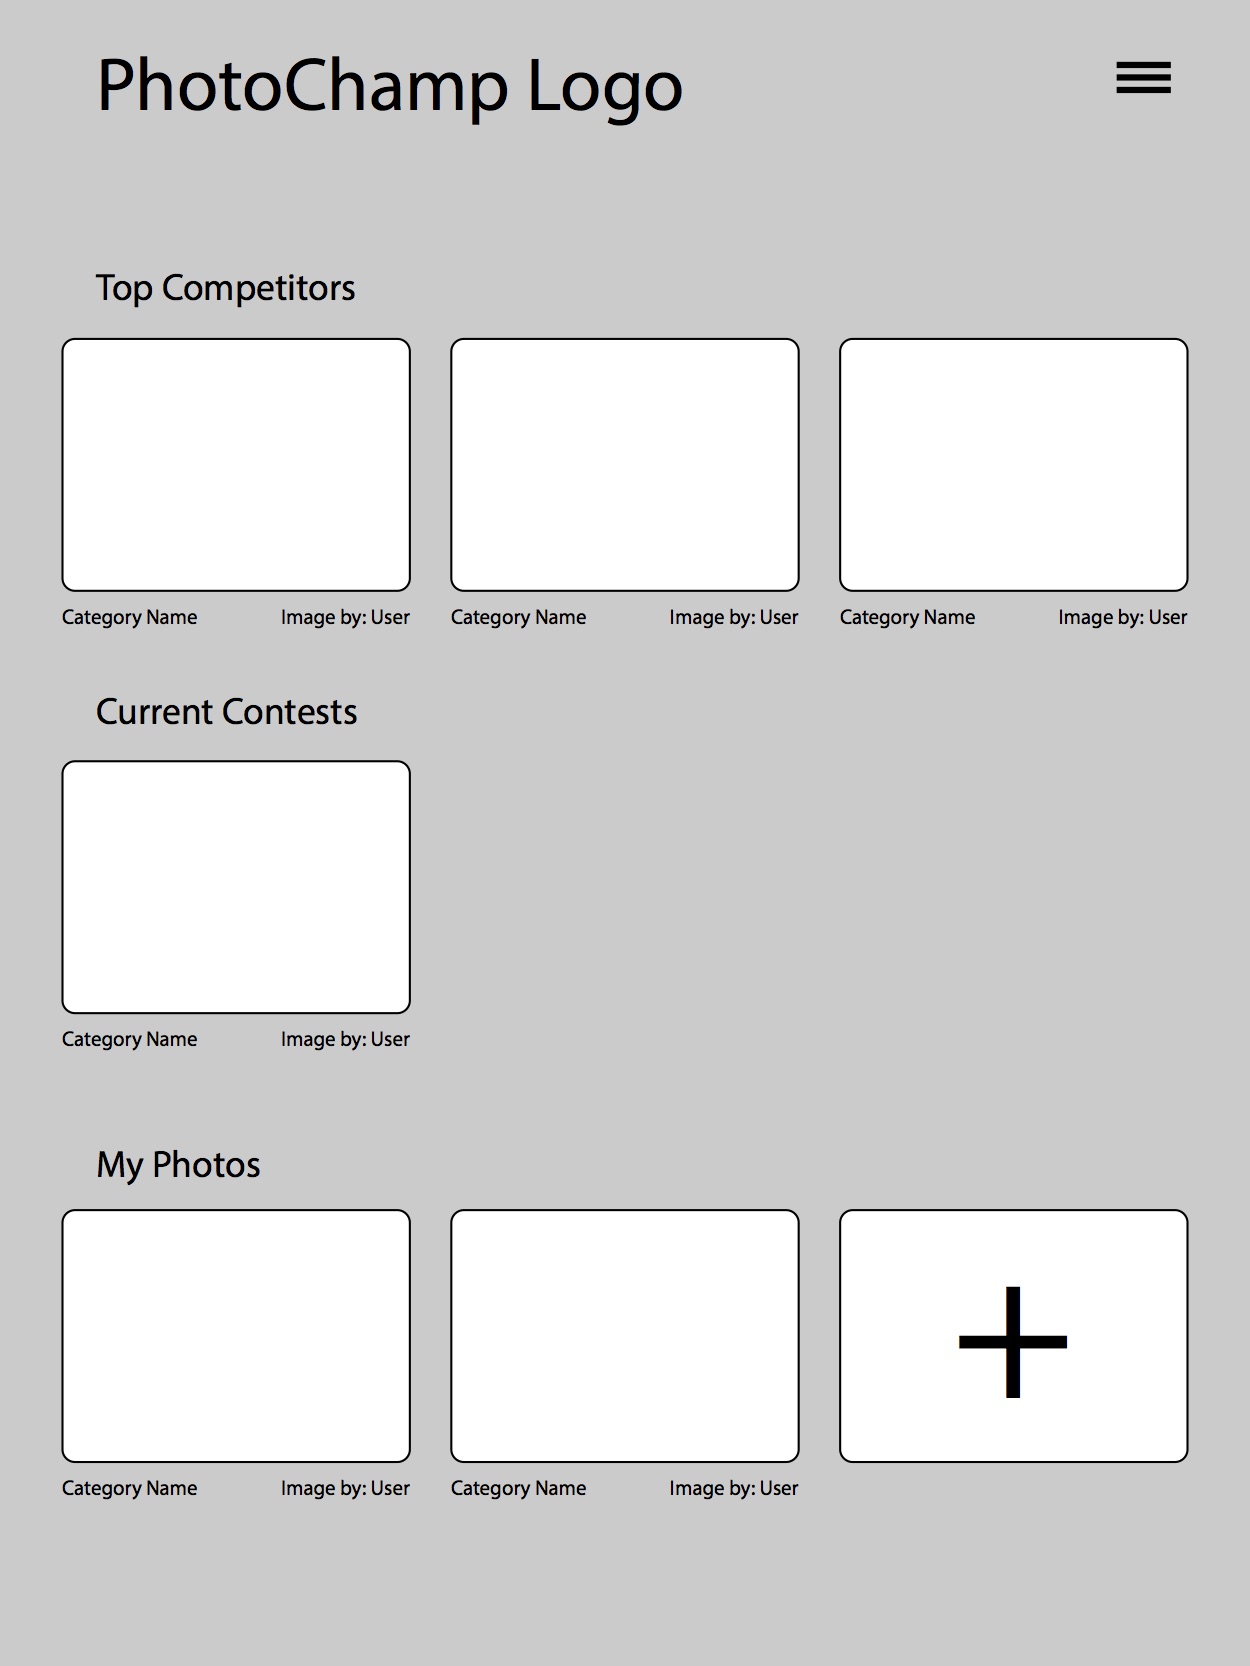 PhotoChamp Logo
Top Competitors
Category Name Image by: User Category Name Image by: User Category Name Image by: User
Current Contests
Category Name Image by: User
My Photos
Category Name Image by: User Category Name Image by: User